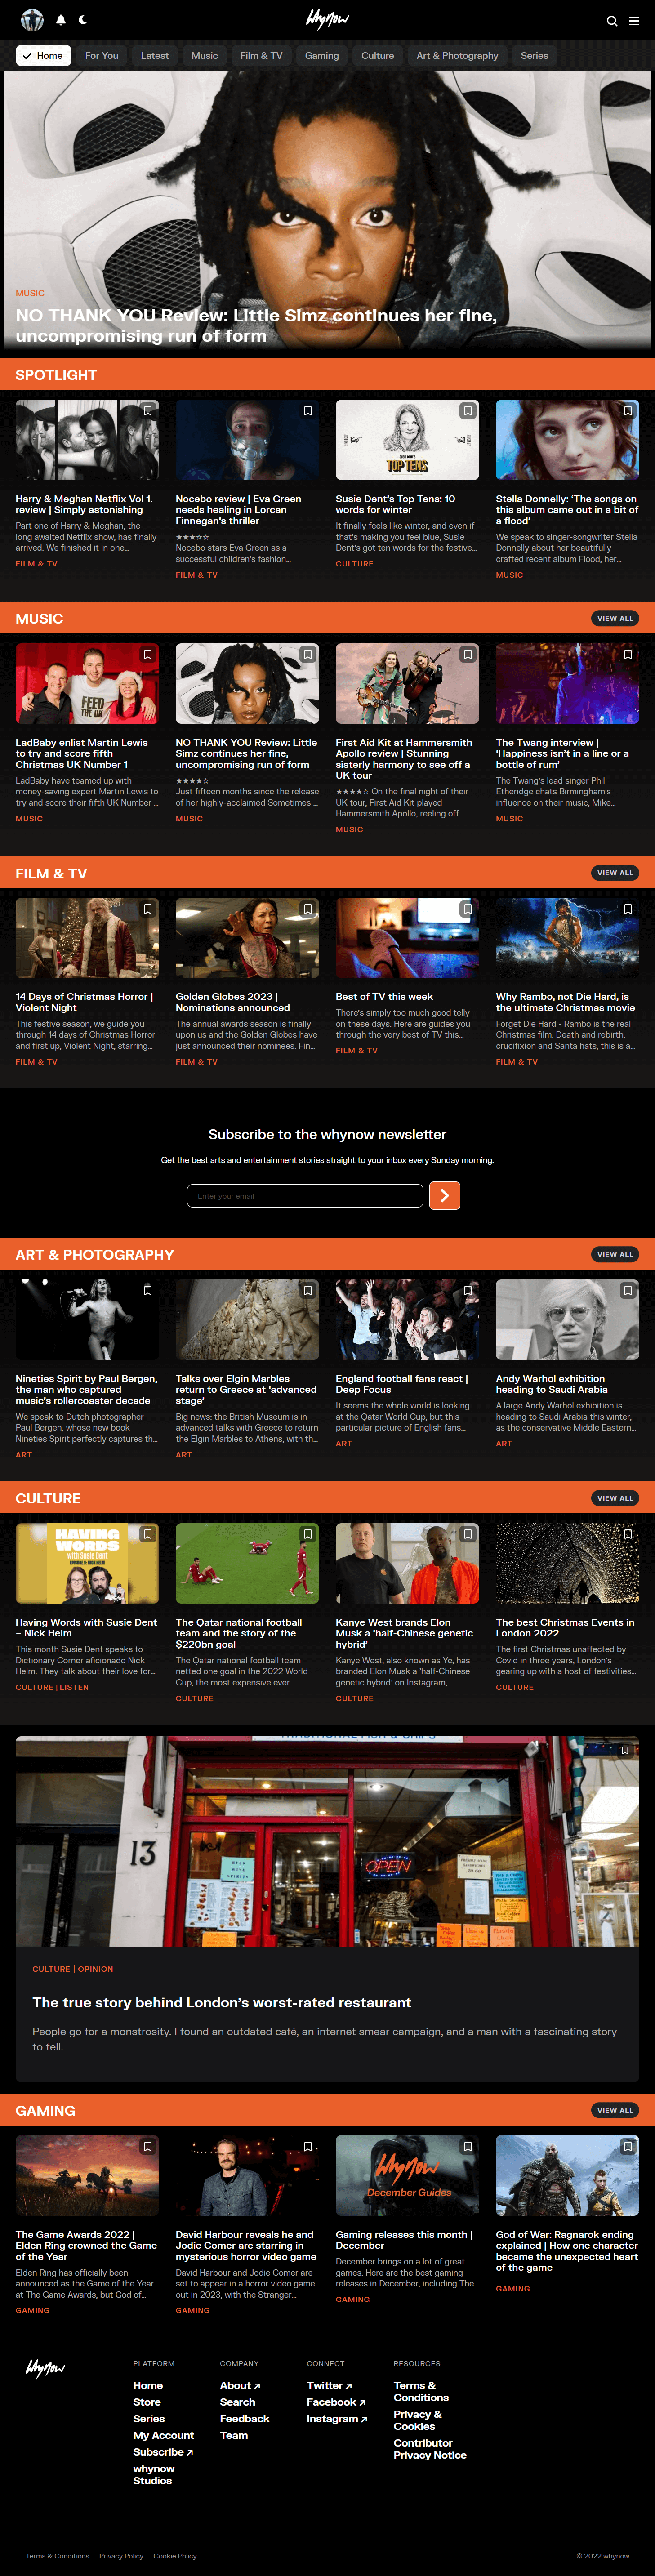 whynow
Home
For You
Latest
Music
Film & TV
Gaming
Culture
Art & Photography
Series
MUSIC
NO THANK YOU Review: Little Simz continues her fine,
uncompromising run of form
SPOTLIGHT
Harry & Meghan Netflix Vol 1.
review | Simply astonishing
Part one of Harry & Meghan, the
long awaited Netflix show, has finally
arrived. We finished it in one...
FILM & TV
Nocebo review | Eva Green
needs healing in Lorcan
Finnegan's thriller
★★★☆☆
Nocebo stars Eva Green as a
successful children's fashion...
FILM & TV
TOP TENS
Susie Dent's Top Tens: 10
words for winter
It finally feels like winter, and even if
that's making you feel blue, Susie
Dent's got ten words for the festive...
CULTURE
Stella Donnelly: 'The songs on
this album came out in a bit of
a flood'
We speak to singer-songwriter Stella
Donnelly about her beautifully
crafted recent album Flood, her...
MUSIC
MUSIC
VIEW ALL
FEED
THE UK
LadBaby enlist Martin Lewis
to try and score fifth
Christmas UK Number 1
LadBaby have teamed up with
money-saving expert Martin Lewis to
try and score their fifth UK Number ...
MUSIC
NO THANK YOU Review: Little
Simz continues her fine,
uncompromising run of form
★★★★☆
Just fifteen months since the release
of her highly-acclaimed Sometimes ...
MUSIC
First Aid Kit at Hammersmith
Apollo review | Stunning
sisterly harmony to see off a
UK tour
★★★★☆ On the final night of their
UK tour, First Aid Kit played
Hammersmith Apollo, reeling off...
MUSIC
The Twang interview |
'Happiness isn't in a line or a
bottle of rum'
The Twang's lead singer Phil
Etheridge chats Birmingham's
influence on their music, Mike...
MUSIC
FILM & TV
VIEW ALL
14 Days of Christmas Horror |
Violent Night
This festive season, we guide you
through 14 days of Christmas Horror
and first up, Violent Night, starring...
FILM & TV
Golden Globes 2023 |
Nominations announced
The annual awards season is finally
upon us and the Golden Globes have
just announced their nominees. Fin...
FILM & TV
Best of TV this week
There's simply too much good telly
on these days. Here are guides you
through the very best of TV this...
FILM & TV
Why Rambo, not Die Hard, is
the ultimate Christmas movie
Forget Die Hard - Rambo is the real
Christmas film. Death and rebirth,
crucifixion and Santa hats, this is a...
FILM & TV
Subscribe to the whynow newsletter
Get the best arts and entertainment stories straight to your inbox every Sunday morning.
Enter your email
ART & PHOTOGRAPHY
VIEW ALL
Nineties Spirit by Paul Bergen,
the man who captured
music's rollercoaster decade
We speak to Dutch photographer
Paul Bergen, whose new book
Nineties Spirit perfectly captures th...
ART
Talks over Elgin Marbles
return to Greece at 'advanced
stage'
Big news: the British Museum is in
advanced talks with Greece to return
the Elgin Marbles to Athens, with th...
ART
England football fans react |
Deep Focus
It seems the whole world is looking
at the Qatar World Cup, but this
particular picture of English fans...
ART
Andy Warhol exhibition
heading to Saudi Arabia
A large Andy Warhol exhibition is
heading to Saudi Arabia this winter,
as the conservative Middle Eastern...
ART
CULTURE
VIEW ALL
HAVING
WORDS
with Susie Dent
EPISODE 8: NICK HELM
Having Words with Susie Dent
– Nick Helm
This month Susie Dent speaks to
Dictionary Corner aficionado Nick
Helm. They talk about their love for...
CULTURE | LISTEN
The Qatar national football
team and the story of the
$220bn goal
The Qatar national football team
netted one goal in the 2022 World
Cup, the most expensive ever...
CULTURE
Kanye West brands Elon
Musk a 'half-Chinese genetic
hybrid'
Kanye West, also known as Ye, has
branded Elon Musk a 'half-Chinese
genetic hybrid' on Instagram,...
CULTURE
The best Christmas Events in
London 2022
The first Christmas unaffected by
Covid in three years, London's
gearing up with a host of festivities...
CULTURE
TRADITIONAL FISH & CHIPS
13
OPEN
BEER
WINE
SPIRITS
CULTURE | OPINION
The true story behind London's worst-rated restaurant
People go for a monstrosity. I found an outdated café, an internet smear campaign, and a man with a fascinating story
to tell.
GAMING
VIEW ALL
The Game Awards 2022 |
Elden Ring crowned the Game
of the Year
Elden Ring has officially been
announced as the Game of the Year
at The Game Awards, but God of...
GAMING
David Harbour reveals he and
Jodie Comer are starring in
mysterious horror video game
David Harbour and Jodie Comer are
set to appear in a horror video game
out in 2023, with the Stranger...
GAMING
whynow
December Guides
Gaming releases this month |
December
December brings on a lot of great
games. Here are the best gaming
releases in December, including The...
GAMING
God of War: Ragnarok ending
explained | How one character
became the unexpected heart
of the game
GAMING
whynow
PLATFORM
Home
Store
Series
My Account
Subscribe ↗
whynow
Studios
COMPANY
About ↗
Search
Feedback
Team
CONNECT
Twitter ↗
Facebook ↗
Instagram ↗
RESOURCES
Terms &
Conditions
Privacy &
Cookies
Contributor
Privacy Notice
Terms & Conditions
Privacy Policy
Cookie Policy
© 2022 whynow